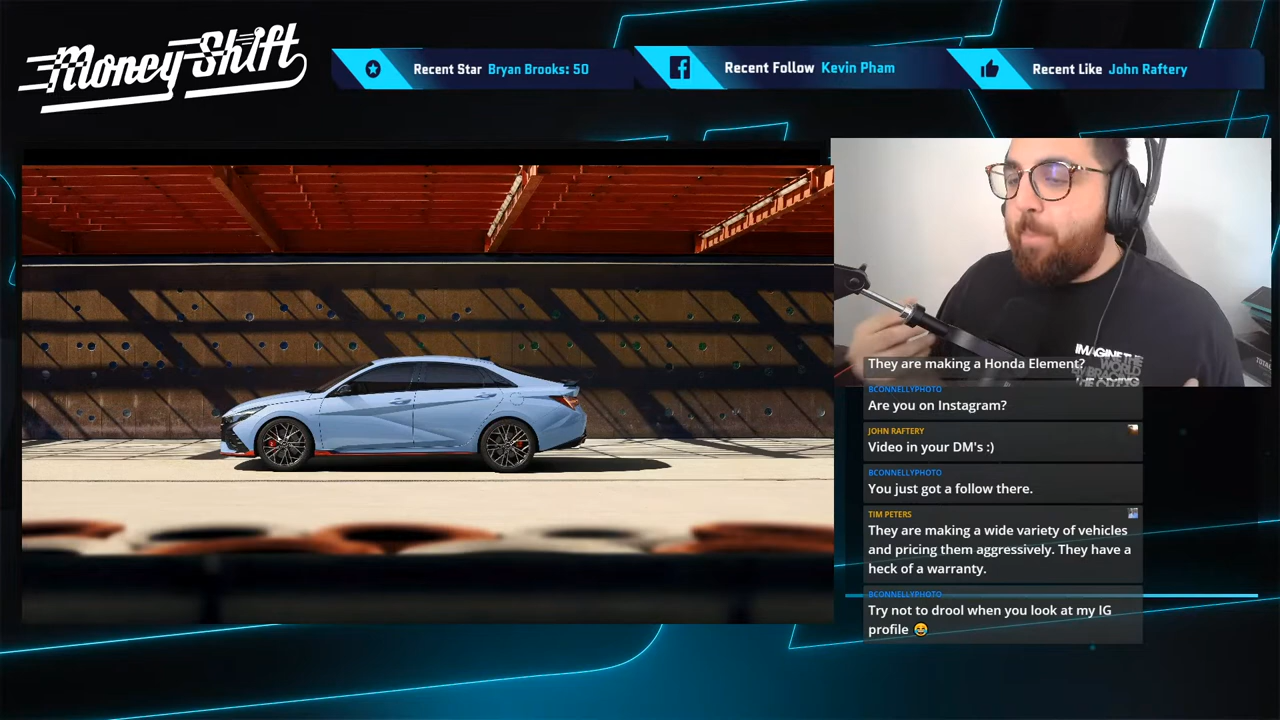 Money Shift
Recent Star Bryan Brooks: 50
Recent Follow Kevin Pham
Recent Like John Raftery
IMAGINE THE
WORLD
They are making a Honda Element?
BCONNELLYPHOTO
Are you on Instagram?
JOHN RAFTERY
Video in your DM's :)
BCONNELLYPHOTO
You just got a follow there.
TIM PETERS
They are making a wide variety of vehicles
and pricing them aggressively. They have a
heck of a warranty.
BCONNELLYPHOTO
Try not to drool when you look at my IG
profile 😂